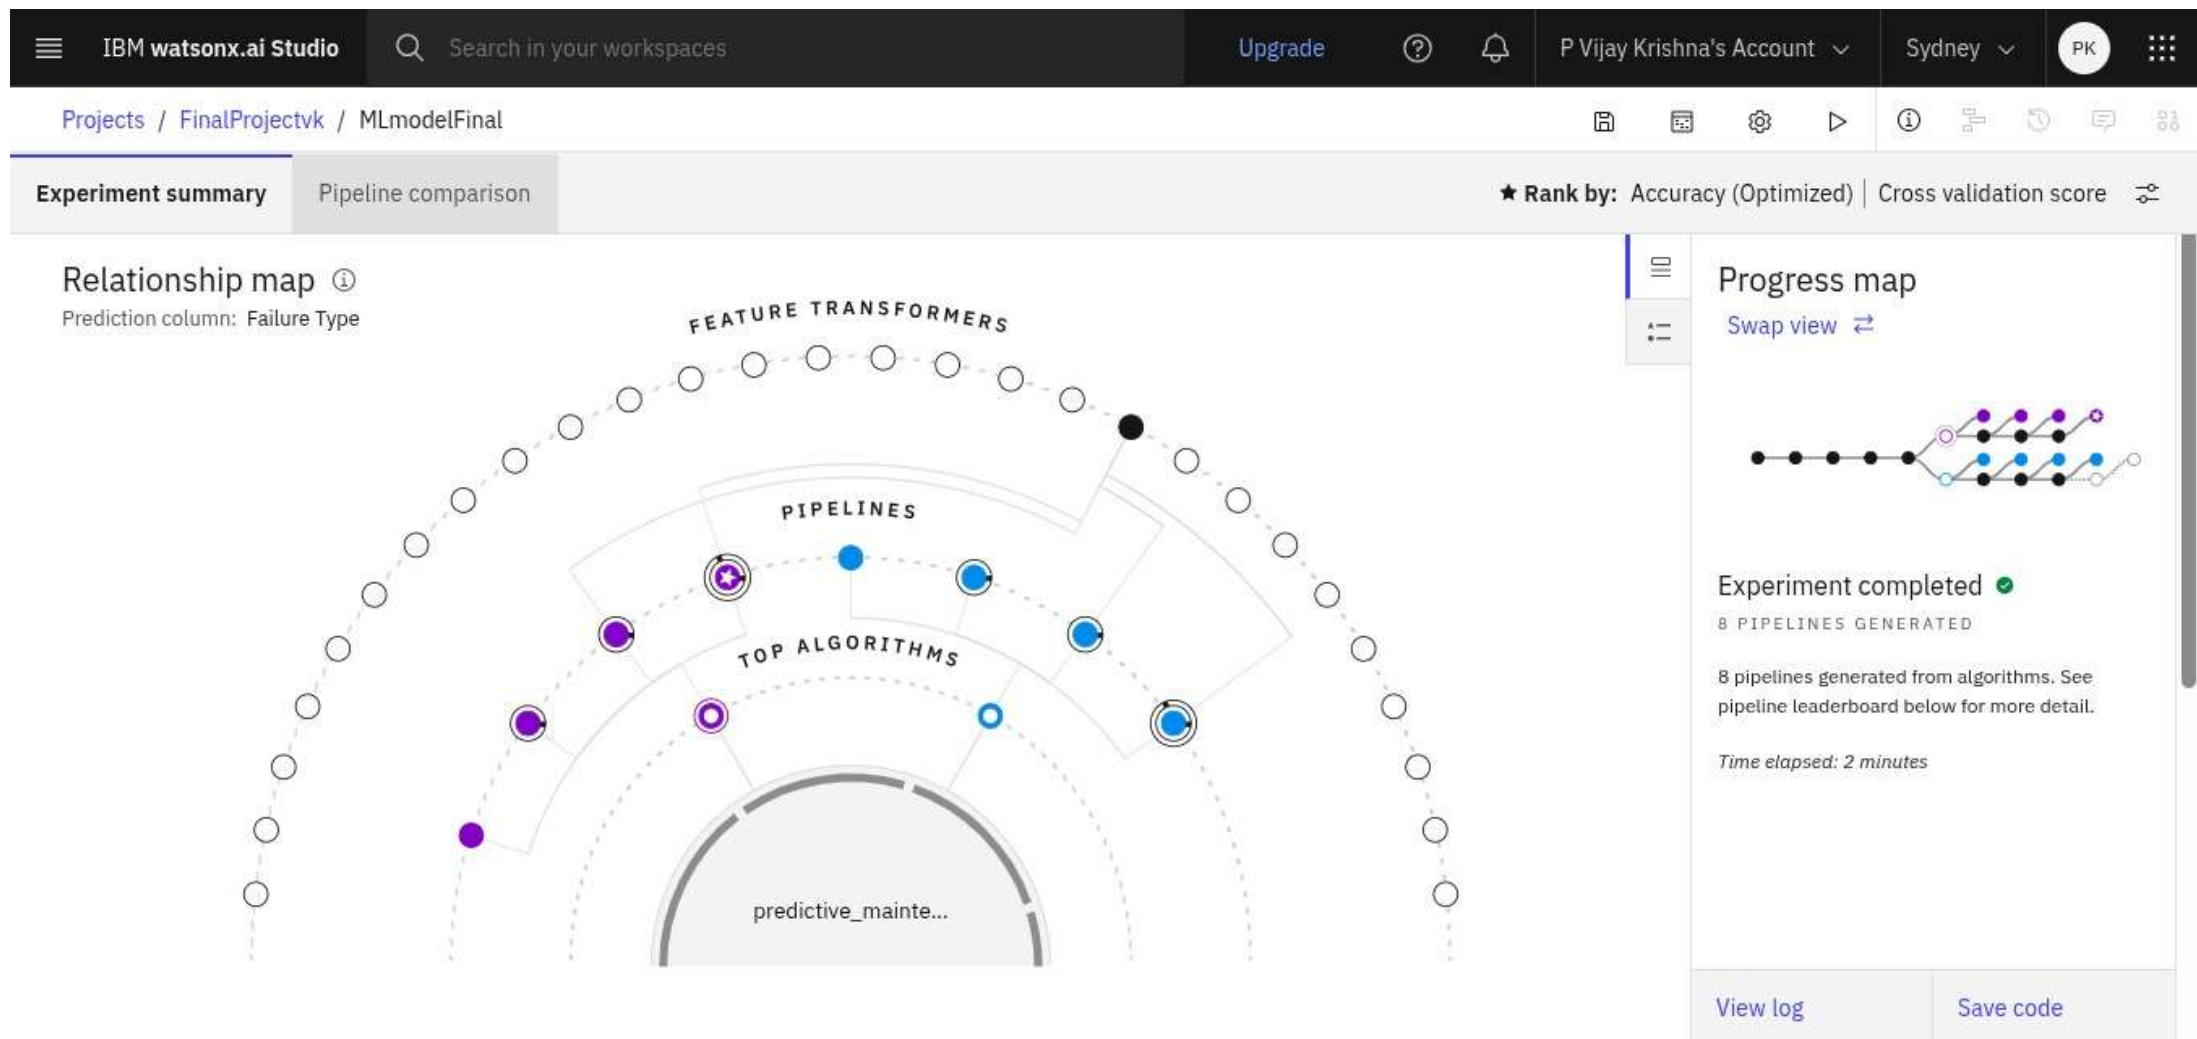 IBM watsonx.ai Studio
Search in your workspaces
Upgrade
P Vijay Krishna's Account
Sydney
PK
Projects / FinalProjectvk / MLmodelFinal
Experiment summary
Pipeline comparison
★ Rank by: Accuracy (Optimized) | Cross validation score
Relationship map
Prediction column: Failure Type
FEATURE TRANSFORMERS
PIPELINES
TOP ALGORITHMS
predictive_mainte...
Progress map
Swap view
Experiment completed
8 PIPELINES GENERATED
8 pipelines generated from algorithms. See
pipeline leaderboard below for more detail.
Time elapsed: 2 minutes
View log
Save code